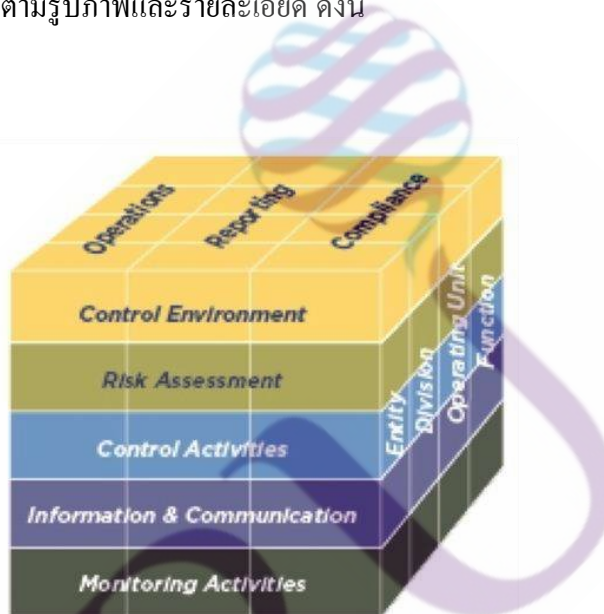 ตามรูปภาพและรายละเอียด ดังนี้
Operations
Reporting
Compliance
Control Environment
Risk Assessment
Control Activities
Information & Communication
Monitoring Activities
Entity
Division
Operating Unit
Function